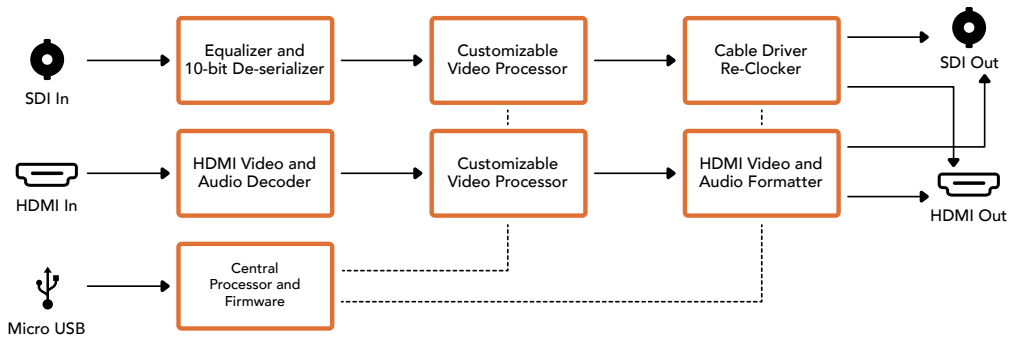 SDI In
Equalizer and
10-bit De-serializer
Customizable
Video Processor
Cable Driver
Re-Clocker
SDI Out
HDMI In
HDMI Video and
Audio Decoder
Customizable
Video Processor
HDMI Video and
Audio Formatter
HDMI Out
Micro USB
Central
Processor and
Firmware